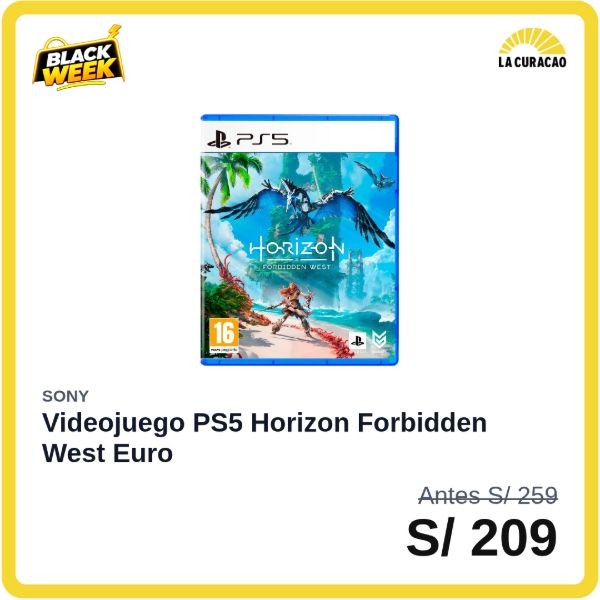 BLACK
WEEK
LA CURACAO
PS5
HORIZON
FORBIDDEN WEST
16
SONY
Videojuego PS5 Horizon Forbidden
West Euro
Antes S/ 259
S/ 209